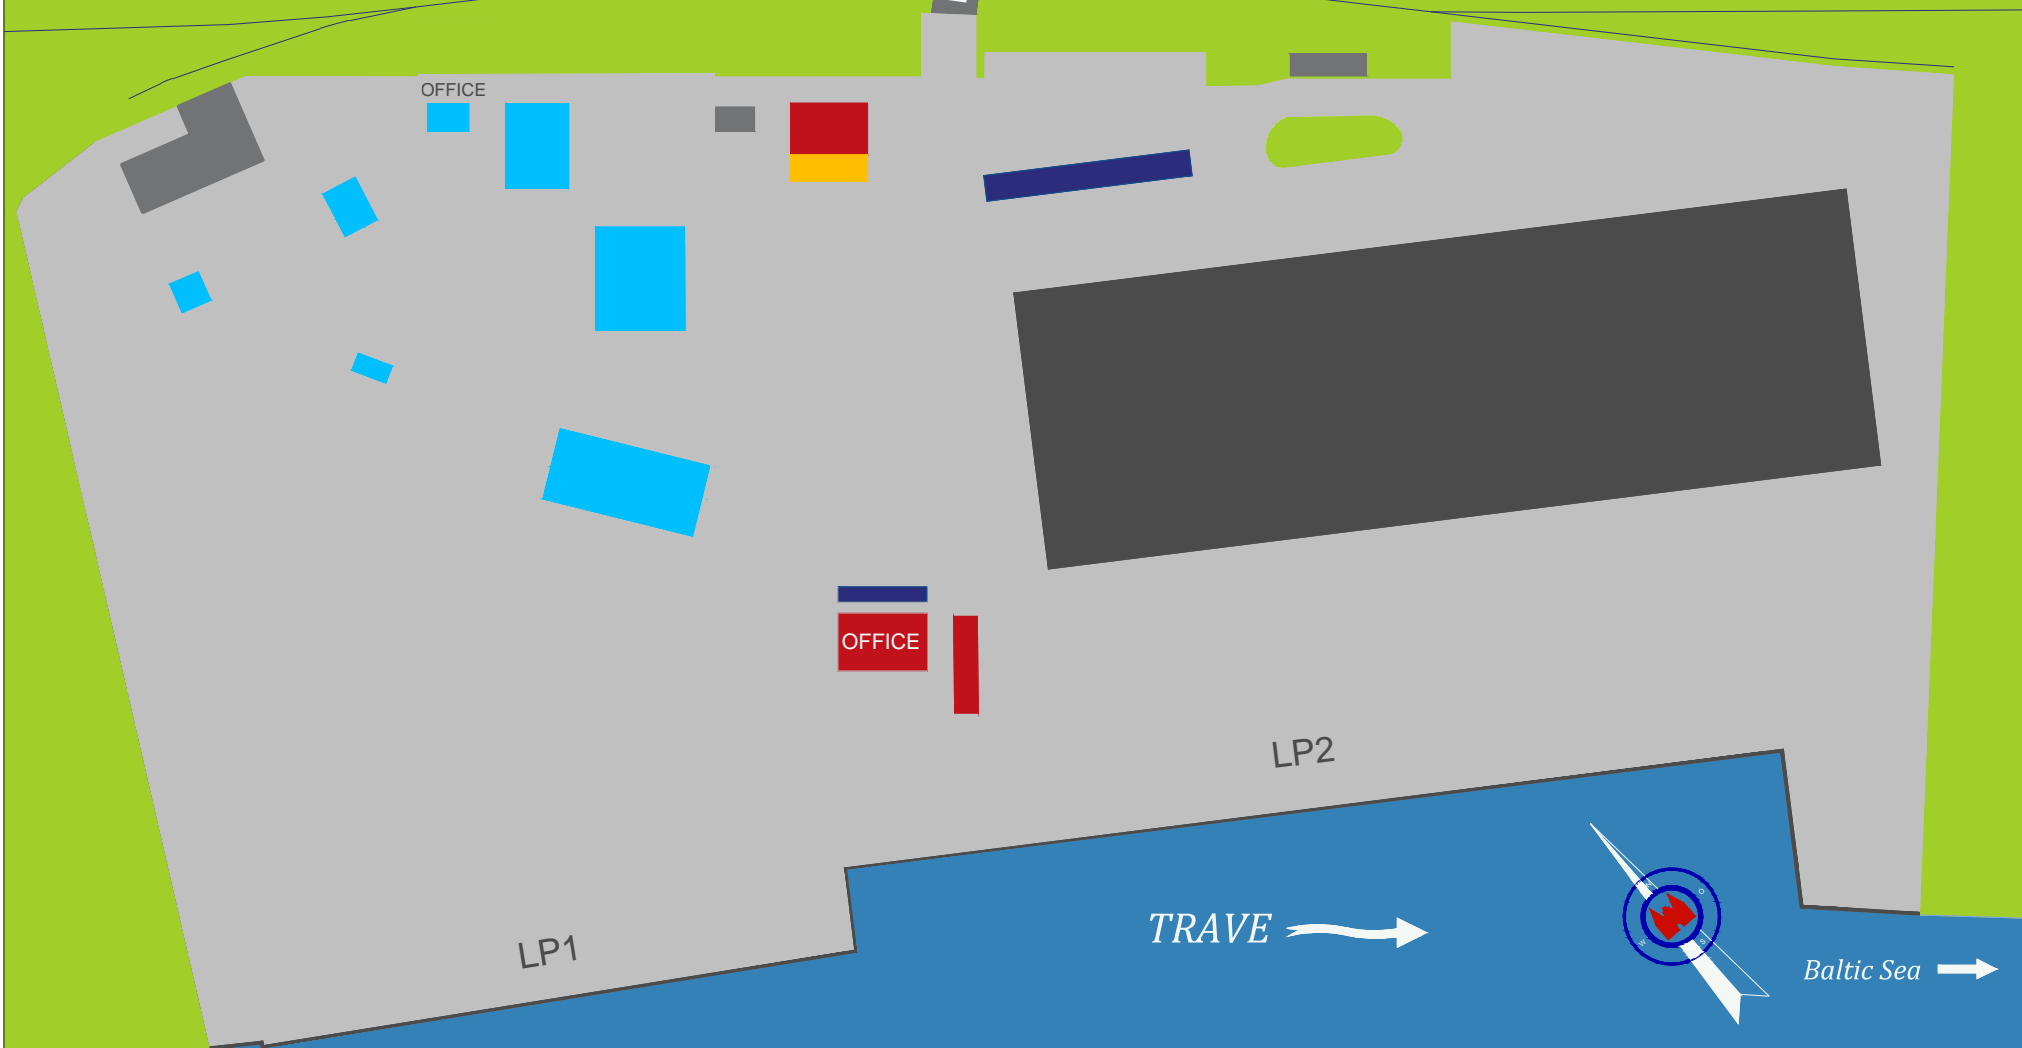 OFFICE
OFFICE
LP2
LP1
TRAVE
Baltic Sea
N
O
W
S